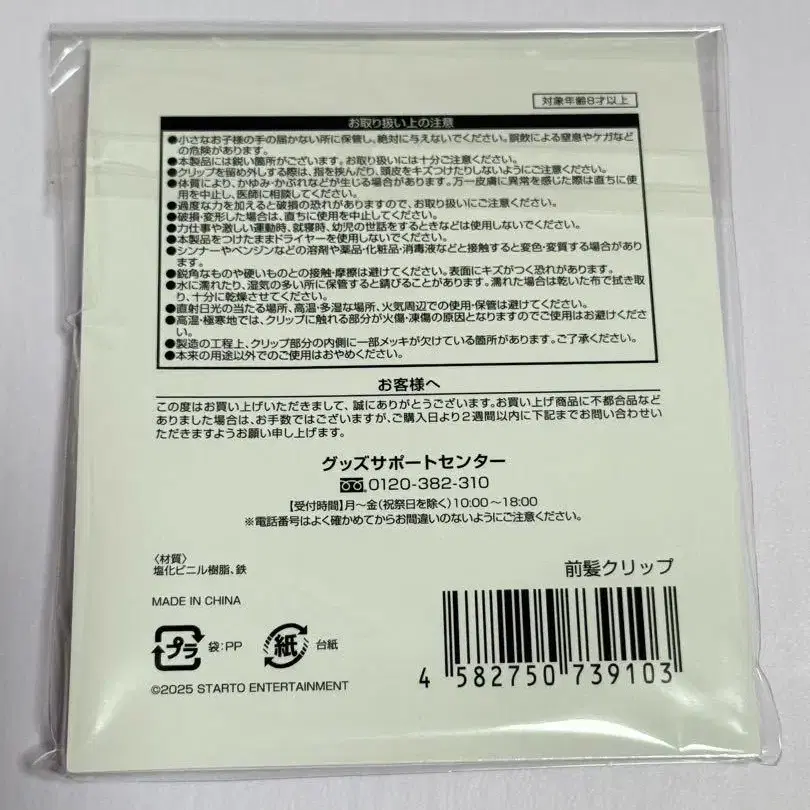 対象年齢8才以上
お取り扱い上の注意
●小さなお子様の手の届かない所に保管し、絶対に与えないでください。誤飲による窒息やケガなど
の危険があります。
●本製品には鋭い箇所がございます。お取り扱いには十分ご注意ください。
●クリップを留め外しする際は、指を挟んだり、頭皮をキズつけたりしないようにご注意ください。
●体質により、かゆみ・かぶれなどが生じる場合があります。万一皮膚に異常を感じた際は直ちに使
用を中止し、医師に相談してください。
●過度な力を加えると破損の恐れがありますので、お取り扱いにご注意ください。
●破損・変形した場合は、直ちに使用を中止してください。
●力仕事や激しい運動時、就寝時、幼児の世話をするときなどは使用しないでください。
●本製品をつけたままドライヤーを使用しないでください。
●シンナーやベンジンなどの溶剤や薬品・化粧品・消毒液などと接触すると変色・変質する場合があり
ます。
●鋭角なものや硬いものとの接触・摩擦は避けてください。表面にキズがつく恐れがあります。
●水に濡れたり、湿気の多い所に保管すると錆びることがあります。濡れた場合は乾いた布で拭き取
り、十分に乾燥させてください。
●直射日光の当たる場所、高温・多湿な場所、火気周辺での使用・保管は避けてください。
●高温・極寒地では、クリップに触れる部分が火傷・凍傷の原因となりますのでご使用はお避けくださ
い。
●製造の工程上、クリップ部分の内側に一部メッキが欠けている箇所があります。ご了承ください。
●本来の用途以外でのご使用はおやめください。
お客様へ
この度はお買い上げいただきまして、誠にありがとうございます。お買い上げ商品に不都合品など
ありました場合は、お手数ではございますが、ご購入日より2週間以内に下記までお問い合わせい
ただきますようお願い申し上げます。
グッズサポートセンター
0120-382-310
【受付時間】月〜金(祝祭日を除く)10:00〜18:00
※電話番号はよく確かめてからお間違いのないようにご注意ください。
〈材質〉
塩化ビニル樹脂、鉄
前髪クリップ
MADE IN CHINA
プラ 袋:PP 紙 台紙
©2025 STARTO ENTERTAINMENT
4 582750 739103